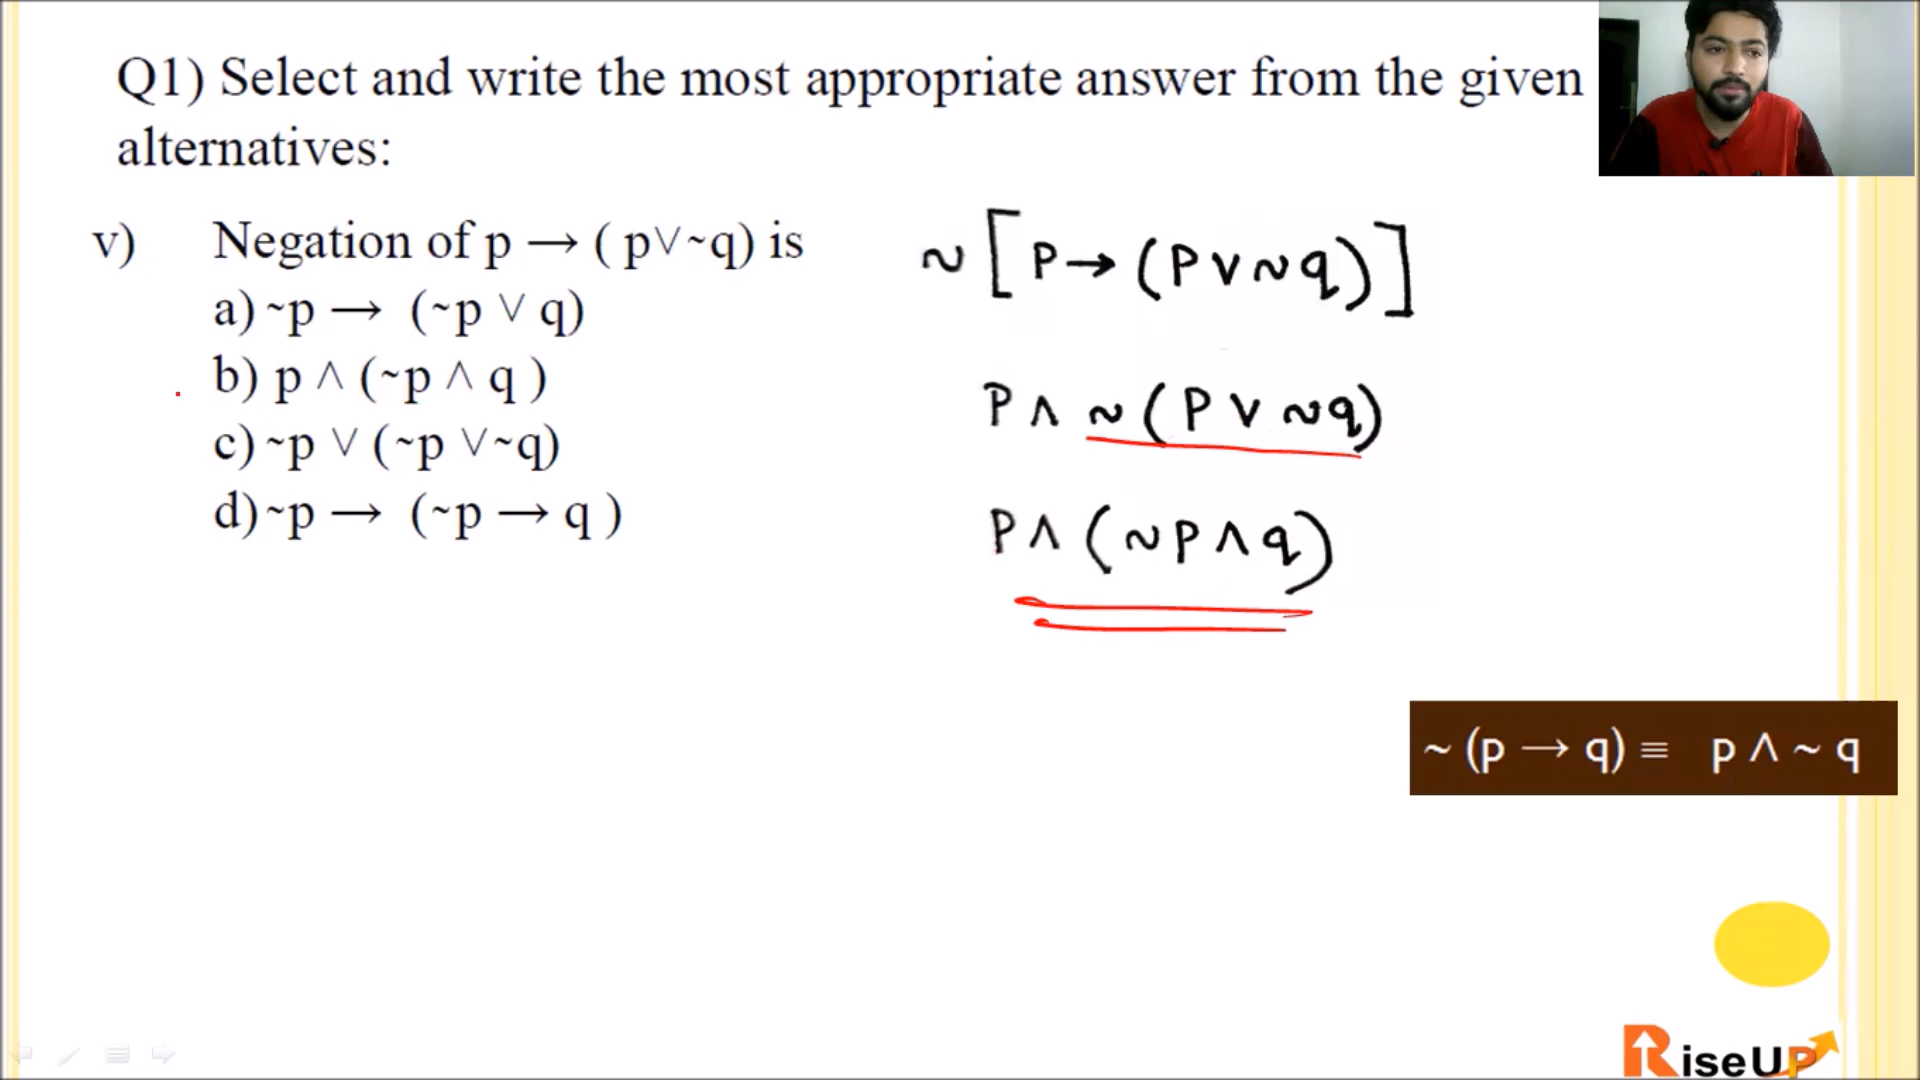 Q1) Select and write the most appropriate answer from the given
alternatives:
v) Negation of p → ( p∨~q) is
a) ~p → (~p ∨ q)
b) p ∧ (~p ∧ q )
c) ~p ∨ (~p ∨~q)
d) ~p → (~p → q )
~ [P → (P ∨ ~q)]
P ∧ ~ (P ∨ ~q)
P ∧ (~P ∧ q)
~ (p → q) ≡ p ∧ ~ q
RiseUP